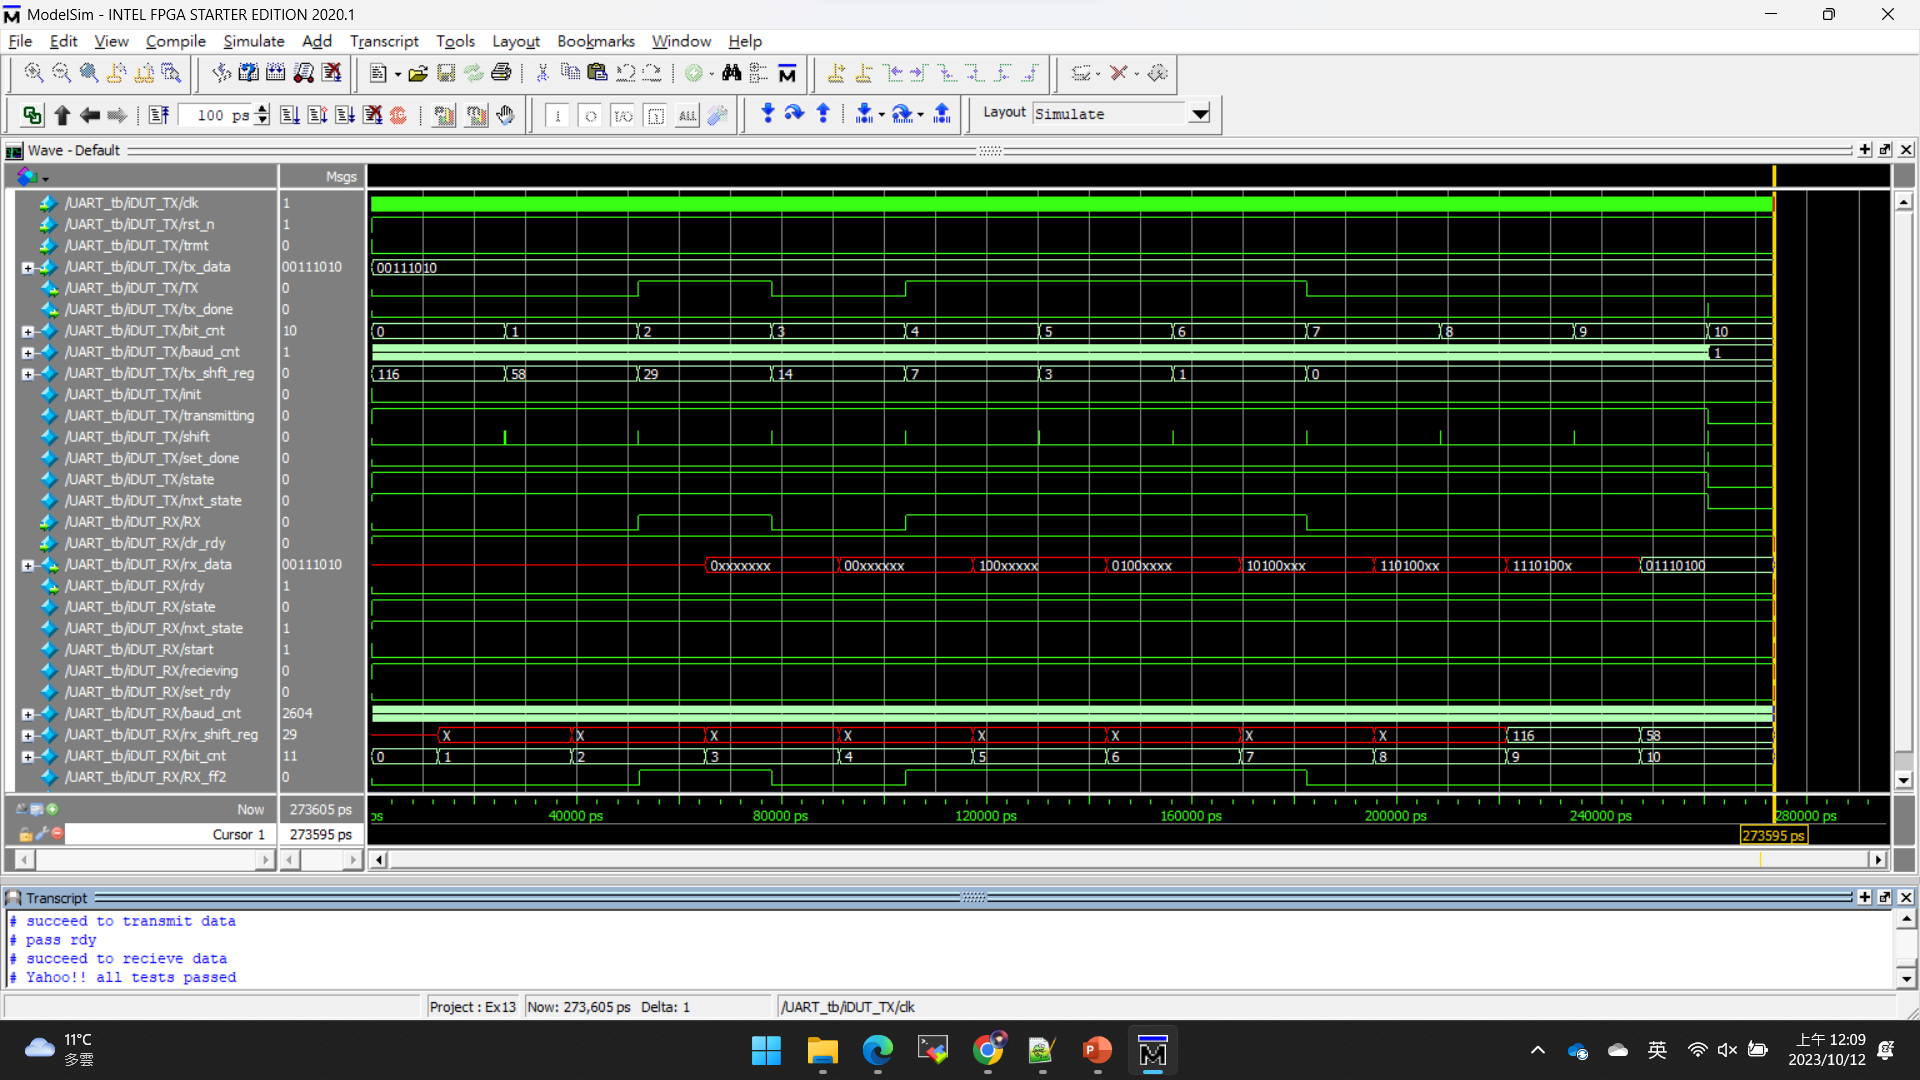 ModelSim - INTEL FPGA STARTER EDITION 2020.1
File Edit View Compile Simulate Add Transcript Tools Layout Bookmarks Window Help
100 ps
Layout Simulate
Wave - Default
Msgs
/UART_tb/iDUT_TX/clk 1
/UART_tb/iDUT_TX/rst_n 1
/UART_tb/iDUT_TX/trmt 0
/UART_tb/iDUT_TX/tx_data 00111010 00111010
/UART_tb/iDUT_TX/TX 0
/UART_tb/iDUT_TX/tx_done 0
/UART_tb/iDUT_TX/bit_cnt 10 0 1 2 3 4 5 6 7 8 9 10
/UART_tb/iDUT_TX/baud_cnt 1 1
/UART_tb/iDUT_TX/tx_shft_reg 0 116 58 29 14 7 3 1 0
/UART_tb/iDUT_TX/init 0
/UART_tb/iDUT_TX/transmitting 0
/UART_tb/iDUT_TX/shift 0
/UART_tb/iDUT_TX/set_done 0
/UART_tb/iDUT_TX/state 0
/UART_tb/iDUT_TX/nxt_state 0
/UART_tb/iDUT_RX/RX 0
/UART_tb/iDUT_RX/clr_rdy 0
/UART_tb/iDUT_RX/rx_data 00111010 0xxxxxxx 00xxxxxx 100xxxxx 0100xxxx 10100xxx 110100xx 1110100x 01110100
/UART_tb/iDUT_RX/rdy 1
/UART_tb/iDUT_RX/state 0
/UART_tb/iDUT_RX/nxt_state 1
/UART_tb/iDUT_RX/start 1
/UART_tb/iDUT_RX/recieving 0
/UART_tb/iDUT_RX/set_rdy 0
/UART_tb/iDUT_RX/baud_cnt 2604
/UART_tb/iDUT_RX/rx_shift_reg 29 X X X X X X X X 116 58
/UART_tb/iDUT_RX/bit_cnt 11 0 1 2 3 4 5 6 7 8 9 10
/UART_tb/iDUT_RX/RX_ff2 0
Now 273605 ps ps 40000 ps 80000 ps 120000 ps 160000 ps 200000 ps 240000 ps 280000 ps
Cursor 1 273595 ps 273595 ps
Transcript
# succeed to transmit data
# pass rdy
# succeed to recieve data
# Yahoo!! all tests passed
Project : Ex13 Now: 273,605 ps Delta: 1 /UART_tb/iDUT_TX/clk
11°C
多雲
英
上午 12:09
2023/10/12